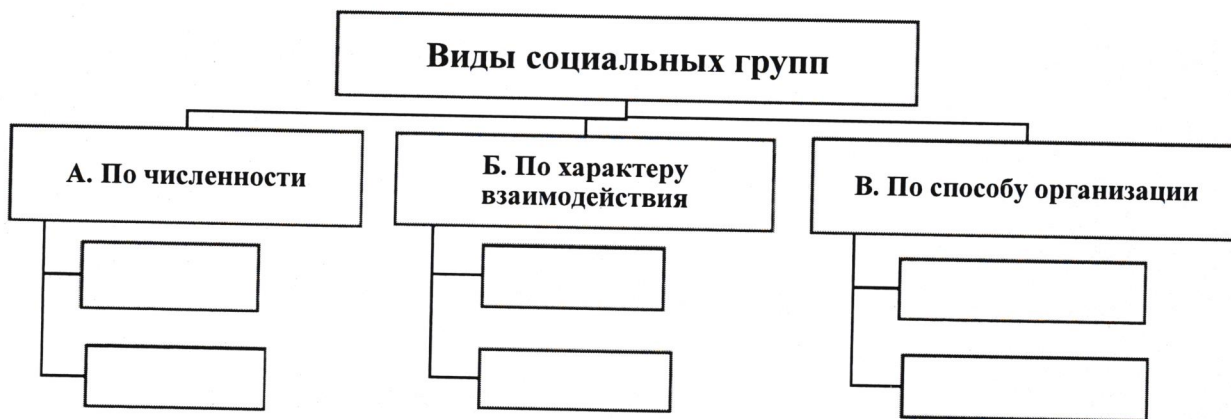 Виды социальных групп
А. По численности
Б. По характеру
взаимодействия
В. По способу организации